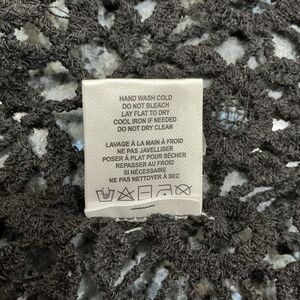 HAND WASH COLD
DO NOT BLEACH
LAY FLAT TO DRY
COOL IRON IF NEEDED
DO NOT DRY CLEAN
LAVAGE À LA MAIN À FROID
NE PAS JAVELLISER
POSER À PLAT POUR SÉCHER
REPASSER AU FROID
SI NÉCESSAIRE
NE PAS NETTOYER À SEC